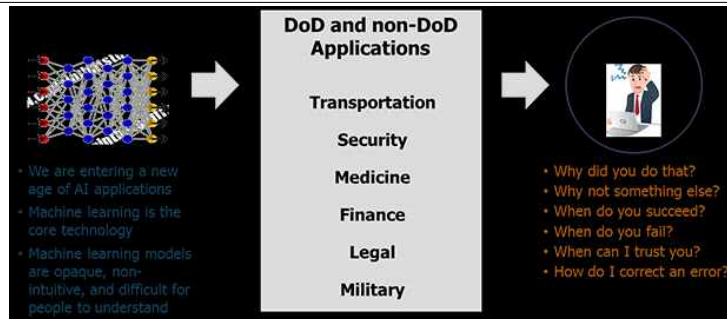 • We are entering a new
age of AI applications
• Machine learning is the
core technology
• Machine learning models
are opaque, non-
intuitive, and difficult for
people to understand
DoD and non-DoD
Applications
Transportation
Security
Medicine
Finance
Legal
Military
• Why did you do that?
• Why not something else?
• When do you succeed?
• When do you fail?
• When can I trust you?
• How do I correct an error?